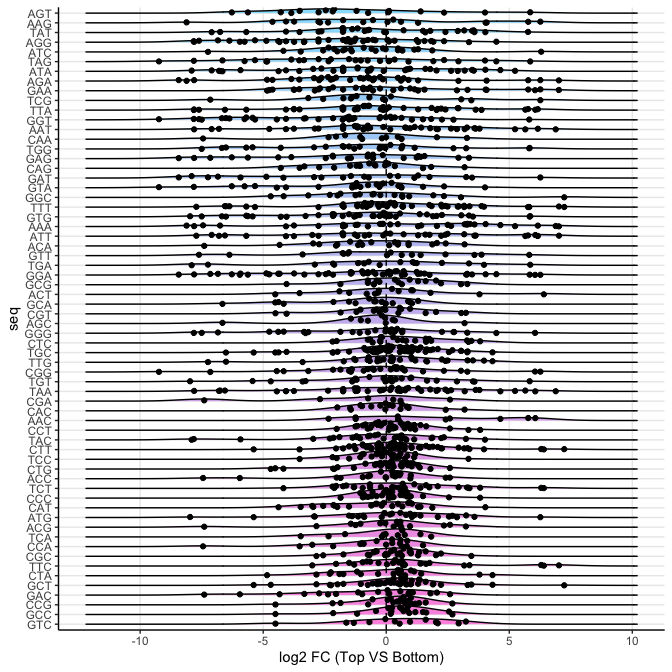 AGT
AAG
TAT
AGG
ATC
TAG
ATA
AGA
GAA
TCG
TTA
GGT
AAT
CAA
TGG
GAG
CAG
GAT
GTA
GGC
TTT
GTG
AAA
ATT
ACA
GTT
TGA
GGA
GCG
ACT
GCA
CGT
AGC
GGG
CTC
TGC
TTG
CGG
TGT
TAA
CGA
CAC
AAC
CCT
TAC
CTT
TCC
CTG
ACC
TCT
CCC
CAT
ATG
ACG
TCA
CCA
CGC
TTC
CTA
GCT
GAC
CCG
GCC
GTC
seq
-10 -5 0 5 10
log2 FC (Top VS Bottom)